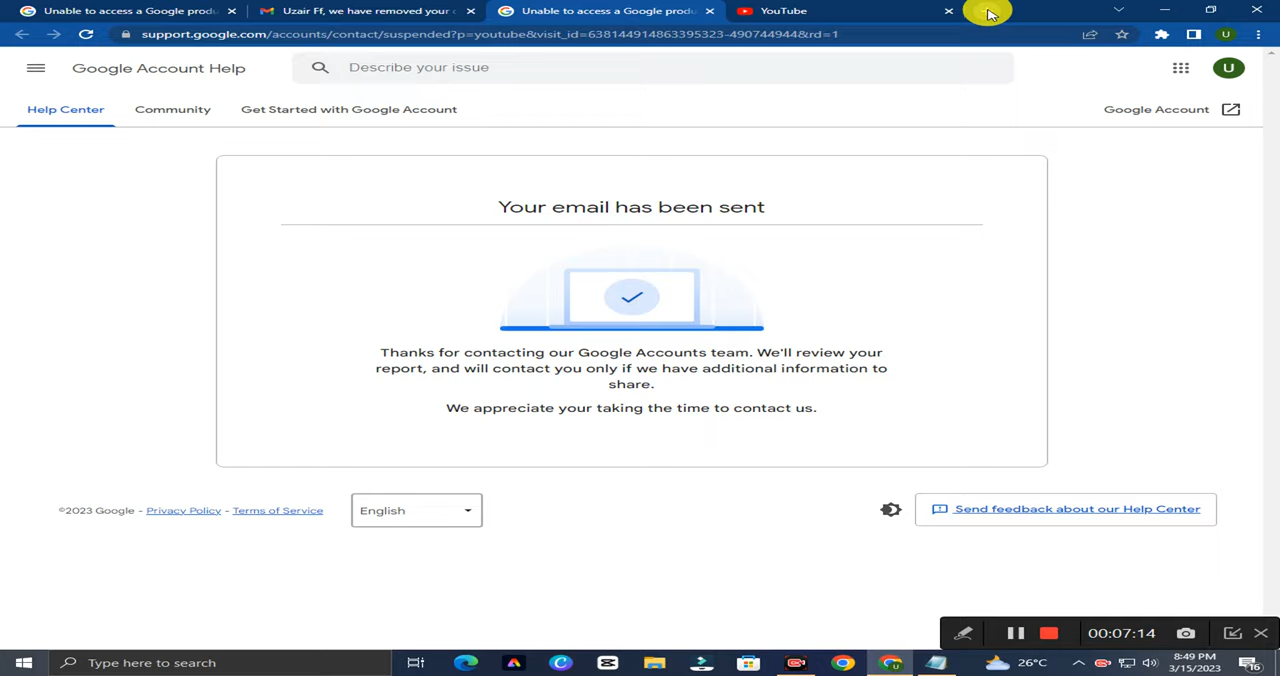 Unable to access a Google produ
Uzair Ff, we have removed your c
Unable to access a Google produ
YouTube
support.google.com/accounts/contact/suspended?p=youtube&visit_id=638144914863395323-490744944&rd=1
U
Google Account Help
Describe your issue
U
Help Center
Community
Get Started with Google Account
Google Account
Your email has been sent
Thanks for contacting our Google Accounts team. We'll review your
report, and will contact you only if we have additional information to
share.
We appreciate your taking the time to contact us.
©2023 Google - Privacy Policy - Terms of Service
English
Send feedback about our Help Center
00:07:14
Type here to search
26°C
8:49 PM
3/15/2023
16